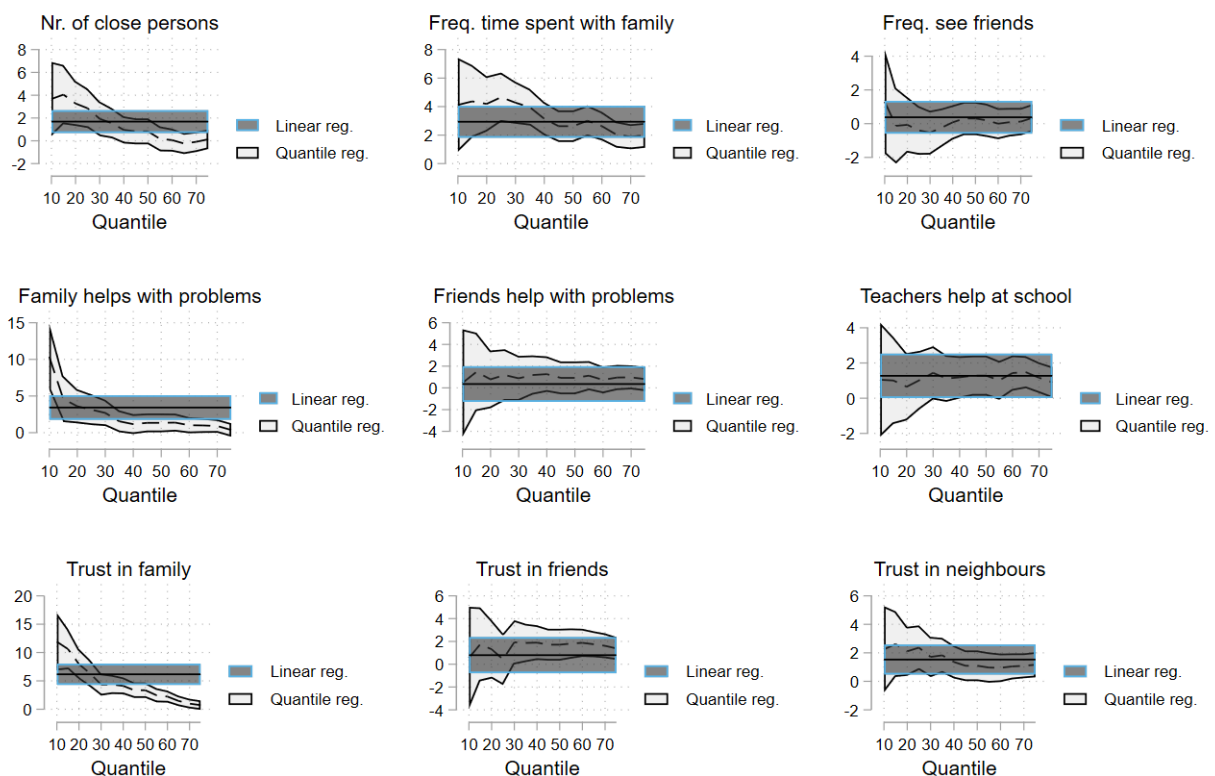 Nr. of close persons
8
6
4
2
0
-2
10 20 30 40 50 60 70
Quantile
Linear reg.
Quantile reg.
Freq. time spent with family
8
6
4
2
0
10 20 30 40 50 60 70
Quantile
Linear reg.
Quantile reg.
Freq. see friends
4
2
0
-2
10 20 30 40 50 60 70
Quantile
Linear reg.
Quantile reg.
Family helps with problems
15
10
5
0
10 20 30 40 50 60 70
Quantile
Linear reg.
Quantile reg.
Friends help with problems
6
4
2
0
-2
-4
10 20 30 40 50 60 70
Quantile
Linear reg.
Quantile reg.
Teachers help at school
4
2
0
-2
10 20 30 40 50 60 70
Quantile
Linear reg.
Quantile reg.
Trust in family
20
15
10
5
0
10 20 30 40 50 60 70
Quantile
Linear reg.
Quantile reg.
Trust in friends
6
4
2
0
-2
-4
10 20 30 40 50 60 70
Quantile
Linear reg.
Quantile reg.
Trust in neighbours
6
4
2
0
-2
10 20 30 40 50 60 70
Quantile
Linear reg.
Quantile reg.